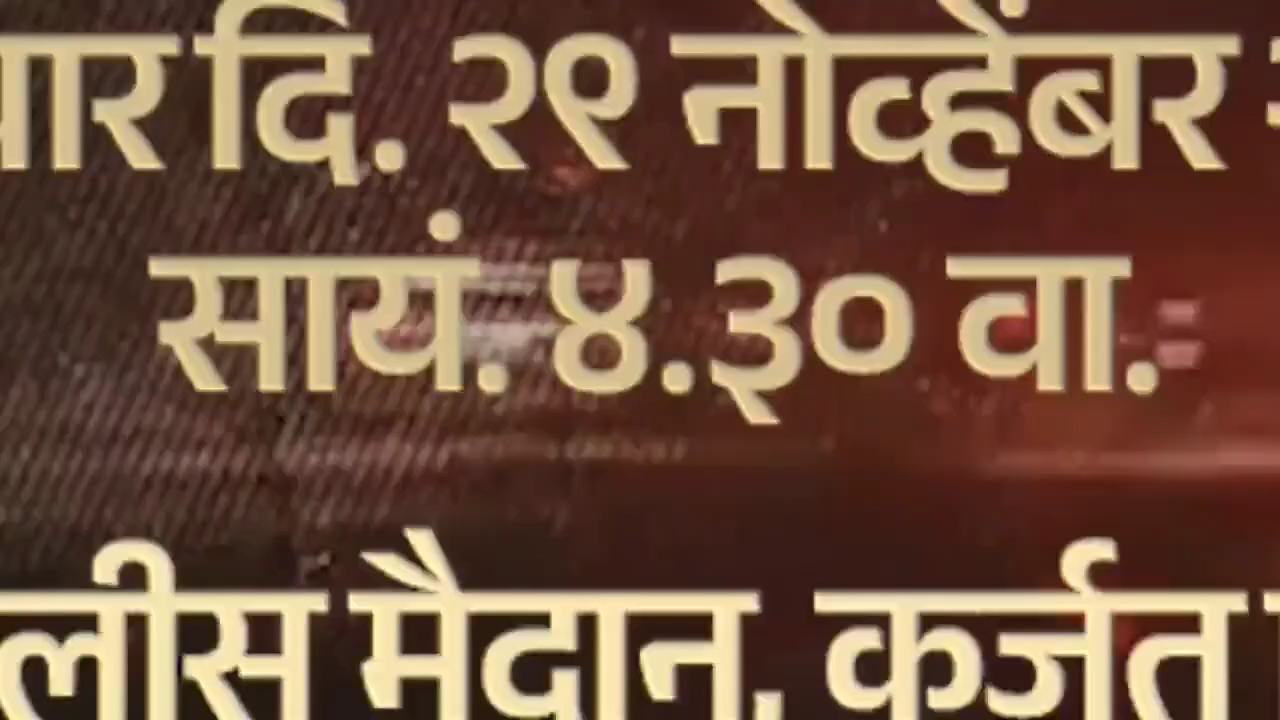 दि. २९ नोव्हेंबर
सायं. ४.३० वा.
मैदान, कर्जत